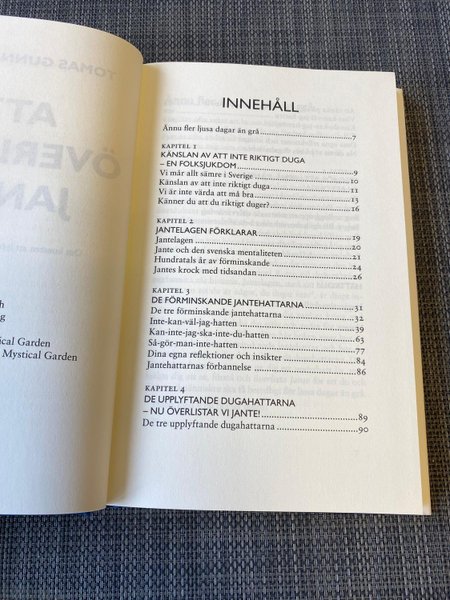 TOMAS GUNN
AT
ÖVERLI
JAN
h
g
ical Garden
Mystical Garden
INNEHÅLL
Ännu fler ljusa dagar än grå 7
KAPITEL 1
KÄNSLAN AV ATT INTE RIKTIGT DUGA
– EN FOLKSJUKDOM 9
Vi mår allt sämre i Sverige 10
Känslan av att inte riktigt duga 11
Vi är inte värda att må bra 13
Känner du att du riktigt duger? 16
KAPITEL 2
JANTELAGEN FÖRKLARAR 19
Jantelagen 20
Jante och den svenska mentaliteten 21
Hundratals år av förminskande 24
Jantes krock med tidsandan 26
KAPITEL 3
DE FÖRMINSKANDE JANTEHATTARNA 31
De tre förminskande jantehattarna 32
Inte-kan-väl-jag-hatten 39
Kan-inte-jag-ska-inte-du-hatten 63
Så-gör-man-inte-hatten 77
Dina egna reflektioner och insikter 84
Jantehattarnas förbannelse 86
KAPITEL 4
DE UPPLYFTANDE DUGAHATTARNA
– NU ÖVERLISTAR VI JANTE! 89
De tre upplyftande dugahattarna 90